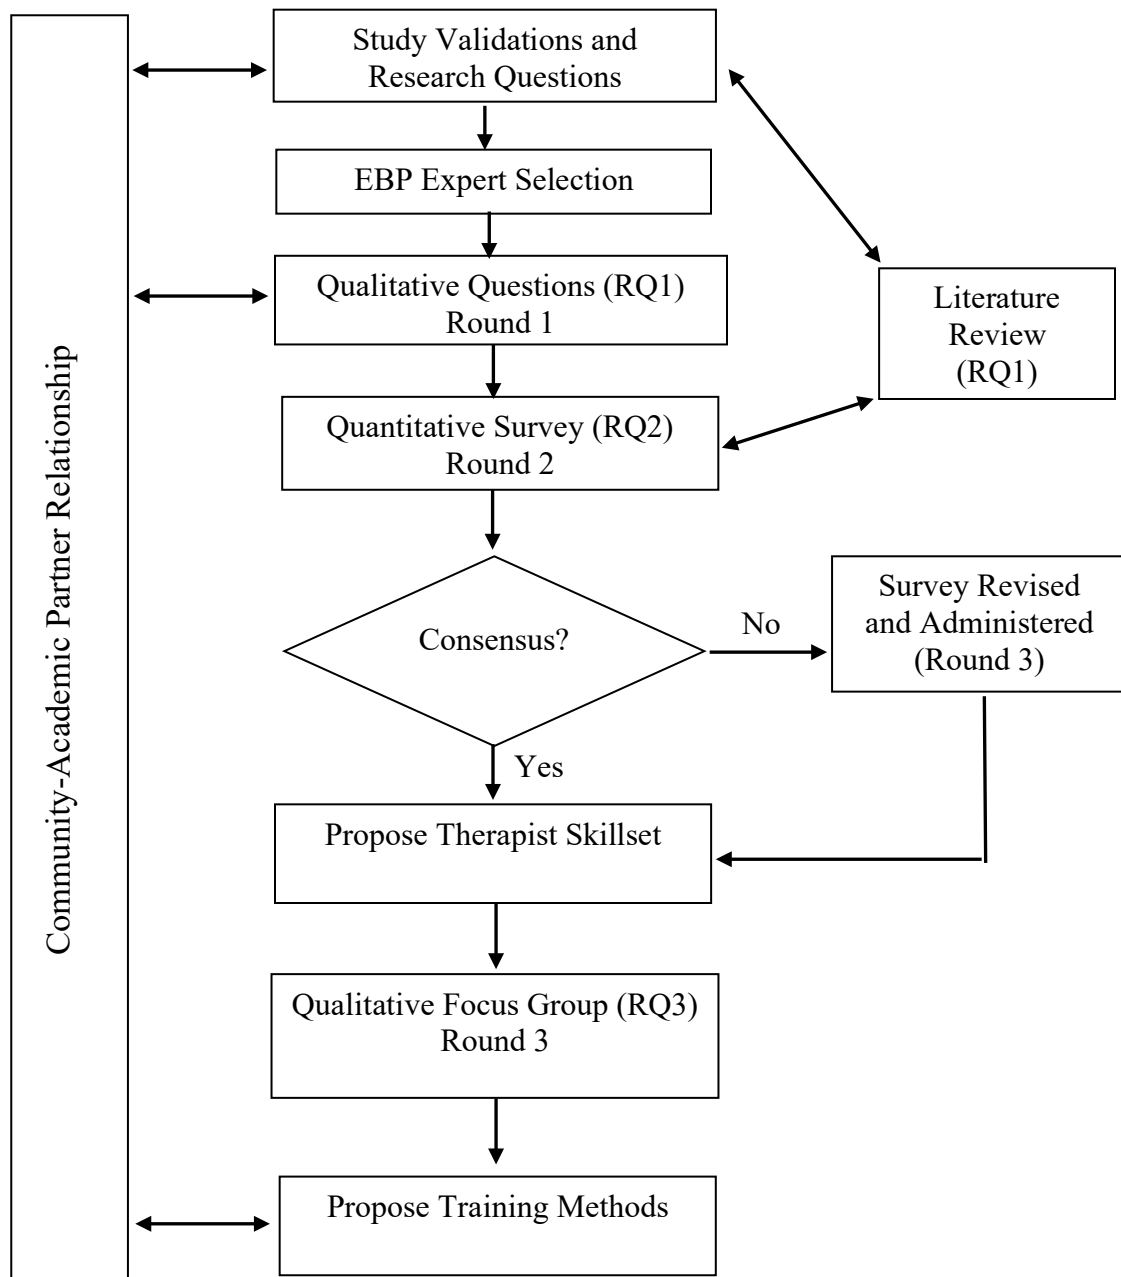 Study Validations and
Research Questions
EBP Expert Selection
Qualitative Questions (RQ1)
Round 1
Literature
Review
(RQ1)
Quantitative Survey (RQ2)
Round 2
Community-Academic Partner Relationship
Consensus?
No
Survey Revised
and Administered
(Round 3)
Yes
Propose Therapist Skillset
Qualitative Focus Group (RQ3)
Round 3
Propose Training Methods